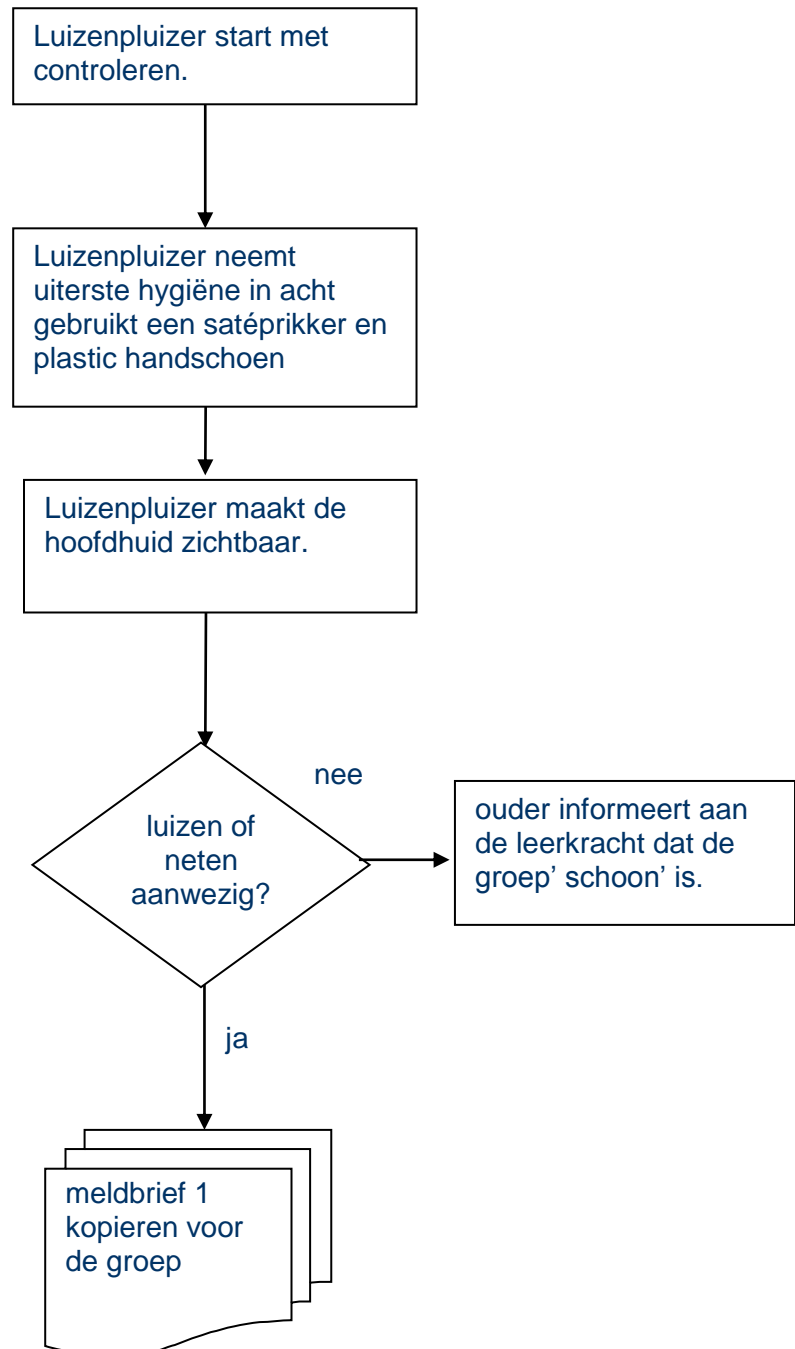 Luizenpluizer start met
controleren.
Luizenpluizer neemt
uiterste hygiëne in acht
gebruikt een satéprikker en
plastic handschoen
Luizenpluizer maakt de
hoofdhuid zichtbaar.
luizen of
neten
aanwezig?
nee
ouder informeert aan
de leerkracht dat de
groep’ schoon’ is.
ja
meldbrief 1
kopieren voor
de groep